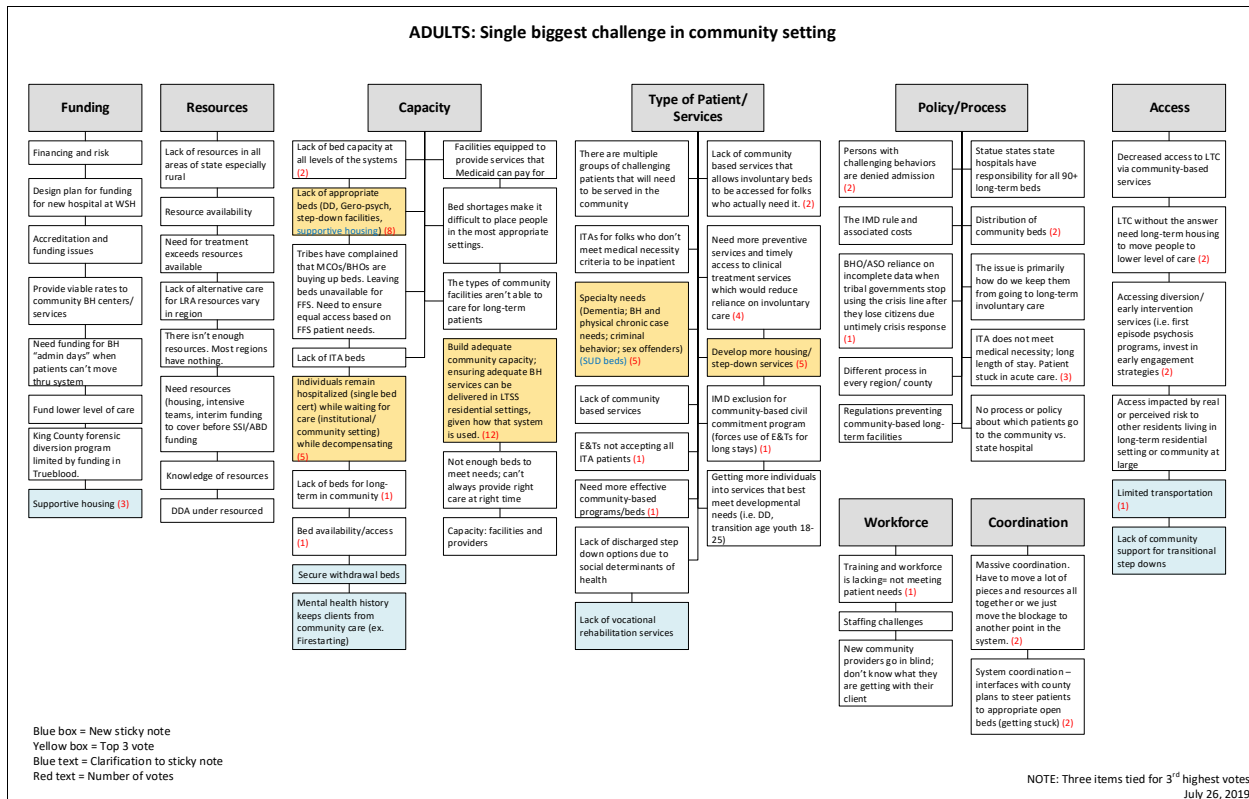 ADULTS: Single biggest challenge in community setting
Funding
Financing and risk
Design plan for funding
for new hospital at WSH
Accreditation and
funding issues
Provide viable rates to
community BH centers/
services
Need funding for BH
“admin days” when
patients can’t move
thru system
Fund lower level of care
King County forensic
diversion program
limited by funding in
Trueblood.
Supportive housing (3)
Resources
Lack of resources in all
areas of state especially
rural
Resource availability
Need for treatment
exceeds resources
available
Lack of alternative care
for LRA resources vary
in region
There isn’t enough
resources. Most regions
have nothing.
Need resources
(housing, intensive
teams, interim funding
to cover before SSI/ABD
funding
Knowledge of resources
DDA under resourced
Capacity
Lack of bed capacity at
all levels of the systems
(2)
Lack of appropriate
beds (DD, Gero-psych,
step-down facilities,
supportive housing) (8)
Tribes have complained
that MCOs/BHOs are
buying up beds. Leaving
beds unavailable for
FFS. Need to ensure
equal access based on
FFS patient needs.
Lack of ITA beds
Individuals remain
hospitalized (single bed
cert) while waiting for
care (institutional/
community setting)
while decompensating
(5)
Lack of beds for long-
term in community (1)
Bed availability/access
(1)
Secure withdrawal beds
Mental health history
keeps clients from
community care (ex.
Firestarting)
Facilities equipped to
provide services that
Medicaid can pay for
Bed shortages make it
difficult to place people
in the most appropriate
settings.
The types of community
facilities aren’t able to
care for long-term
patients
Build adequate
community capacity;
ensuring adequate BH
services can be
delivered in LTSS
residential settings,
given how that system
is used. (12)
Not enough beds to
meet needs; can’t
always provide right
care at right time
Capacity: facilities and
providers
Type of Patient/
Services
There are multiple
groups of challenging
patients that will need
to be served in the
community
ITAs for folks who don’t
meet medical necessity
criteria to be inpatient
Specialty needs
(Dementia; BH and
physical chronic case
needs; criminal
behavior; sex offenders)
(SUD beds) (5)
Lack of community
based services
E&Ts not accepting all
ITA patients (1)
Need more effective
community-based
programs/beds (1)
Lack of discharged step
down options due to
social determinants of
health
Lack of vocational
rehabilitation services
Lack of community
based services that
allows involuntary beds
to be accessed for folks
who actually need it.
(2)
Need more preventive
services and timely
access to clinical
treatment services
which would reduce
reliance on involuntary
care (4)
Develop more housing/
step-down services (5)
IMD exclusion for
community-based civil
commitment program
(forces use of E&Ts for
long stays) (1)
Getting more individuals
into services that best
meet developmental
needs (i.e. DD,
transition age youth 18-
25)
Policy/Process
Persons with
challenging behaviors
are denied admission
(2)
The IMD rule and
associated costs
BHO/ASO reliance on
incomplete data when
tribal governments stop
using the crisis line after
they lose citizens due
untimely crisis response
(1)
Different process in
every region/ county
Regulations preventing
community-based long-
term facilities
Statue states state
hospitals have
responsibility for all 90+
long-term beds
Distribution of
community beds (2)
The issue is primarily
how do we keep them
from going to long-term
involuntary care
ITA does not meet
medical necessity; long
length of stay. Patient
stuck in acute care. (3)
No process or policy
about which patients
go to the community vs.
state hospital
Workforce
Training and workforce
is lacking= not meeting
patient needs (1)
Staffing challenges
New community
providers go in blind;
don’t know what they
are getting with their
client
Coordination
Massive coordination.
Have to move a lot of
pieces and resources all
together or we just
move the blockage to
another point in the
system. (2)
System coordination –
interfaces with county
plans to steer patients
to appropriate open
beds (getting stuck) (2)
Access
Decreased access to LTC
via community-based
services
LTC without the answer
need long-term housing
to move people to
lower level of care (2)
Accessing diversion/
early intervention
services (i.e. first
episode psychosis
programs, invest in
early engagement
strategies (2)
Access impacted by real
or perceived risk to
other residents living in
long-term residential
setting or community at
large
Limited transportation
(1)
Lack of community
support for transitional
step downs
Blue box = New sticky note
Yellow box = Top 3 vote
Blue text = Clarification to sticky note
Red text = Number of votes
NOTE: Three items tied for 3rd highest votes
July 26, 2019